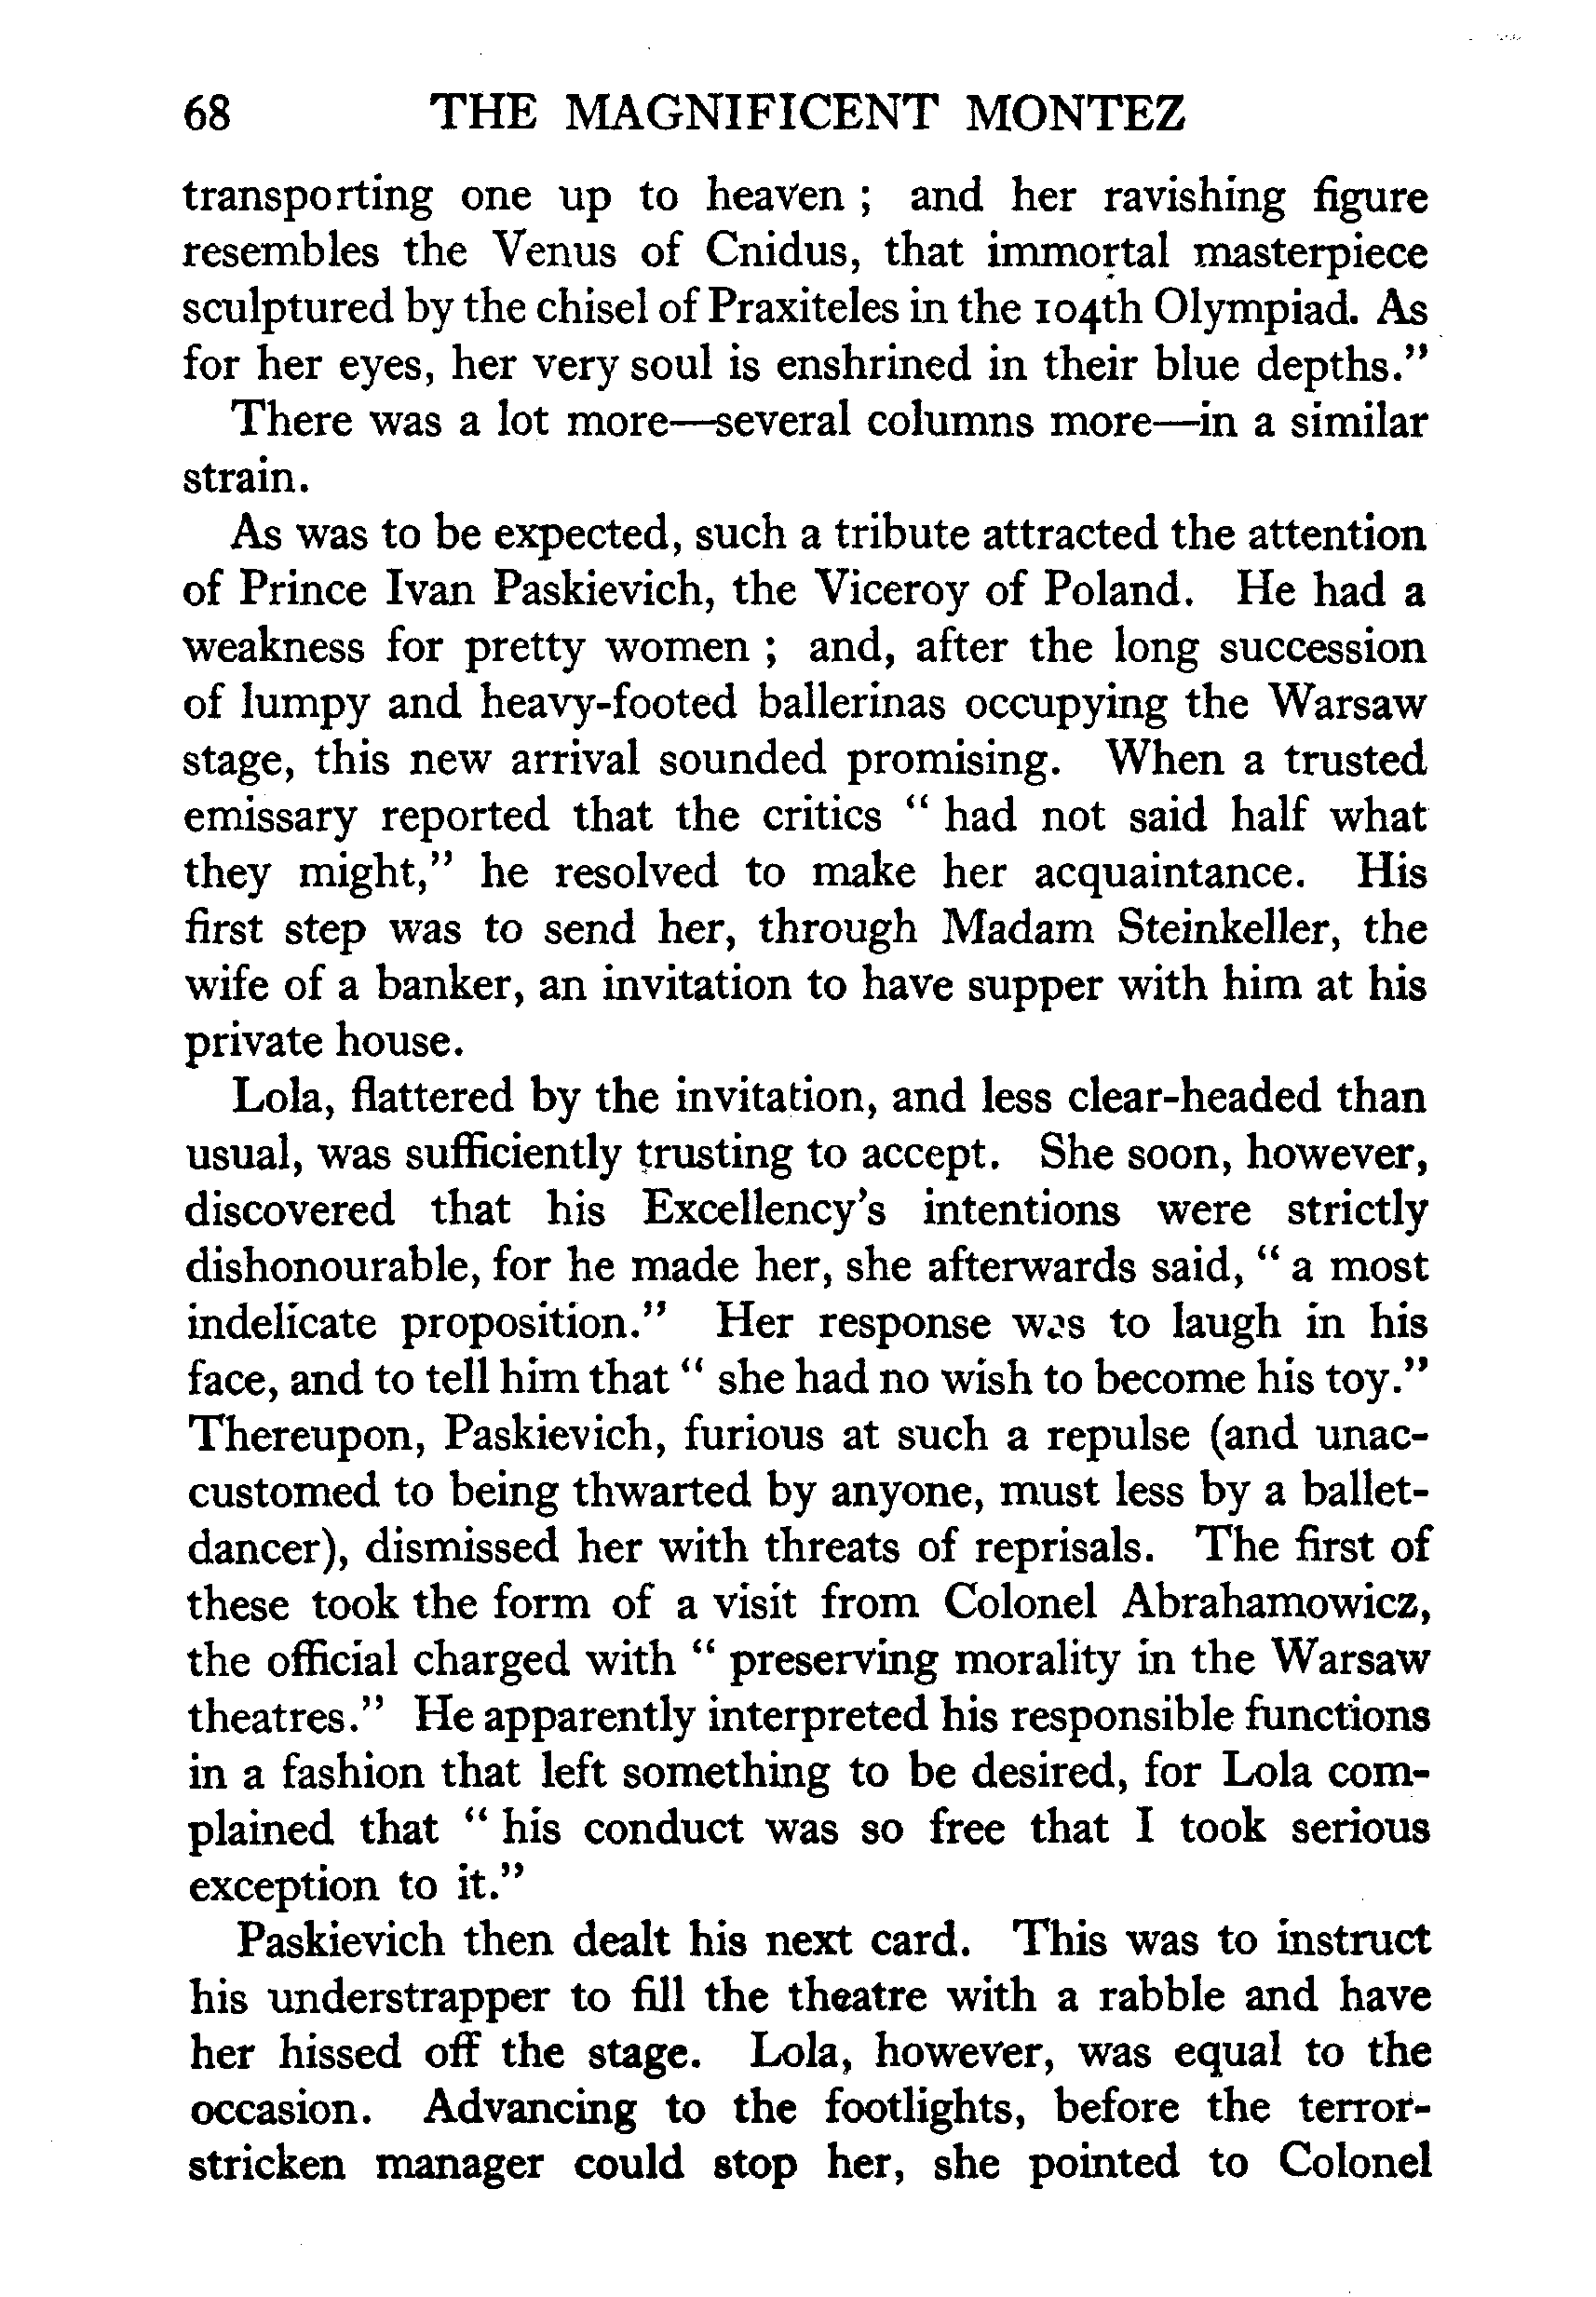 68 THE MAGNIFICENT MONTEZ
transporting one up to heaven ; and her ravishing figure
resembles the Venus of Cnidus, that immortal masterpiece
sculptured by the chisel of Praxiteles in the 104th Olympiad. As
for her eyes, her very soul is enshrined in their blue depths."
There was a lot more—several columns more—in a similar
strain.
As was to be expected, such a tribute attracted the attention
of Prince Ivan Paskievich, the Viceroy of Poland. He had a
weakness for pretty women ; and, after the long succession
of lumpy and heavy-footed ballerinas occupying the Warsaw
stage, this new arrival sounded promising. When a trusted
emissary reported that the critics " had not said half what
they might," he resolved to make her acquaintance. His
first step was to send her, through Madam Steinkeller, the
wife of a banker, an invitation to have supper with him at his
private house.
Lola, flattered by the invitation, and less clear-headed than
usual, was sufficiently trusting to accept. She soon, however,
discovered that his Excellency's intentions were strictly
dishonourable, for he made her, she afterwards said, " a most
indelicate proposition." Her response was to laugh in his
face, and to tell him that " she had no wish to become his toy."
Thereupon, Paskievich, furious at such a repulse (and unac-
customed to being thwarted by anyone, must less by a ballet-
dancer), dismissed her with threats of reprisals. The first of
these took the form of a visit from Colonel Abrahamowicz,
the official charged with " preserving morality in the Warsaw
theatres." He apparently interpreted his responsible functions
in a fashion that left something to be desired, for Lola com-
plained that " his conduct was so free that I took serious
exception to it."
Paskievich then dealt his next card. This was to instruct
his understrapper to fill the theatre with a rabble and have
her hissed off the stage. Lola, however, was equal to the
occasion. Advancing to the footlights, before the terror-
stricken manager could stop her, she pointed to Colonel